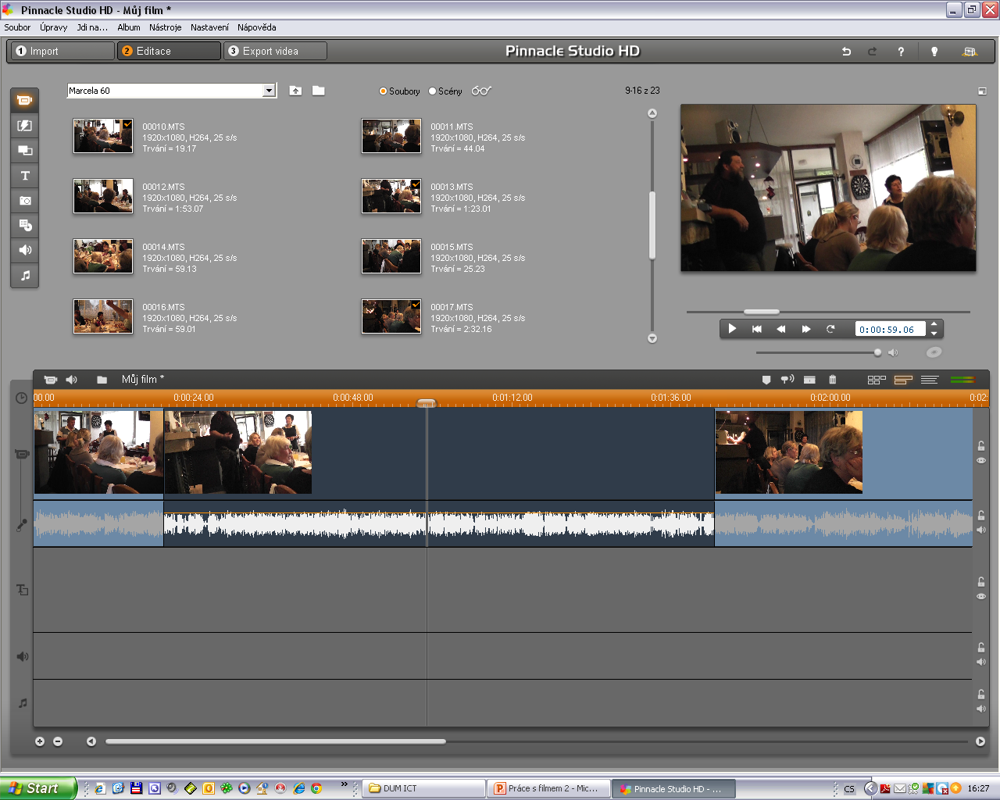 Pinnacle Studio HD - Můj film *
Soubor Úpravy Jdi na... Album Nástroje Nastavení Nápověda
1 Import 2 Editace 3 Export videa Pinnacle Studio HD ?
Marcela 60 Soubory Scény 9-16 z 23
00010.MTS
1920x1080, H264, 25 s/s
Trvání = 19.17
00011.MTS
1920x1080, H264, 25 s/s
Trvání = 44.04
00012.MTS
1920x1080, H264, 25 s/s
Trvání = 1:53.07
00013.MTS
1920x1080, H264, 25 s/s
Trvání = 1:23.01
00014.MTS
1920x1080, H264, 25 s/s
Trvání = 59.13
00015.MTS
1920x1080, H264, 25 s/s
Trvání = 25.23
00016.MTS
1920x1080, H264, 25 s/s
Trvání = 59.01
00017.MTS
1920x1080, H264, 25 s/s
Trvání = 2:32.16
0:00:59.06
Můj film *
00.00 0:00:24.00 0:00:48.00 0:01:12.00 0:01:36.00 0:02:00.00 0:02:
Start » DUM ICT Práce s filmem 2 - Mic... Pinnacle Studio HD - ... CS 16:27